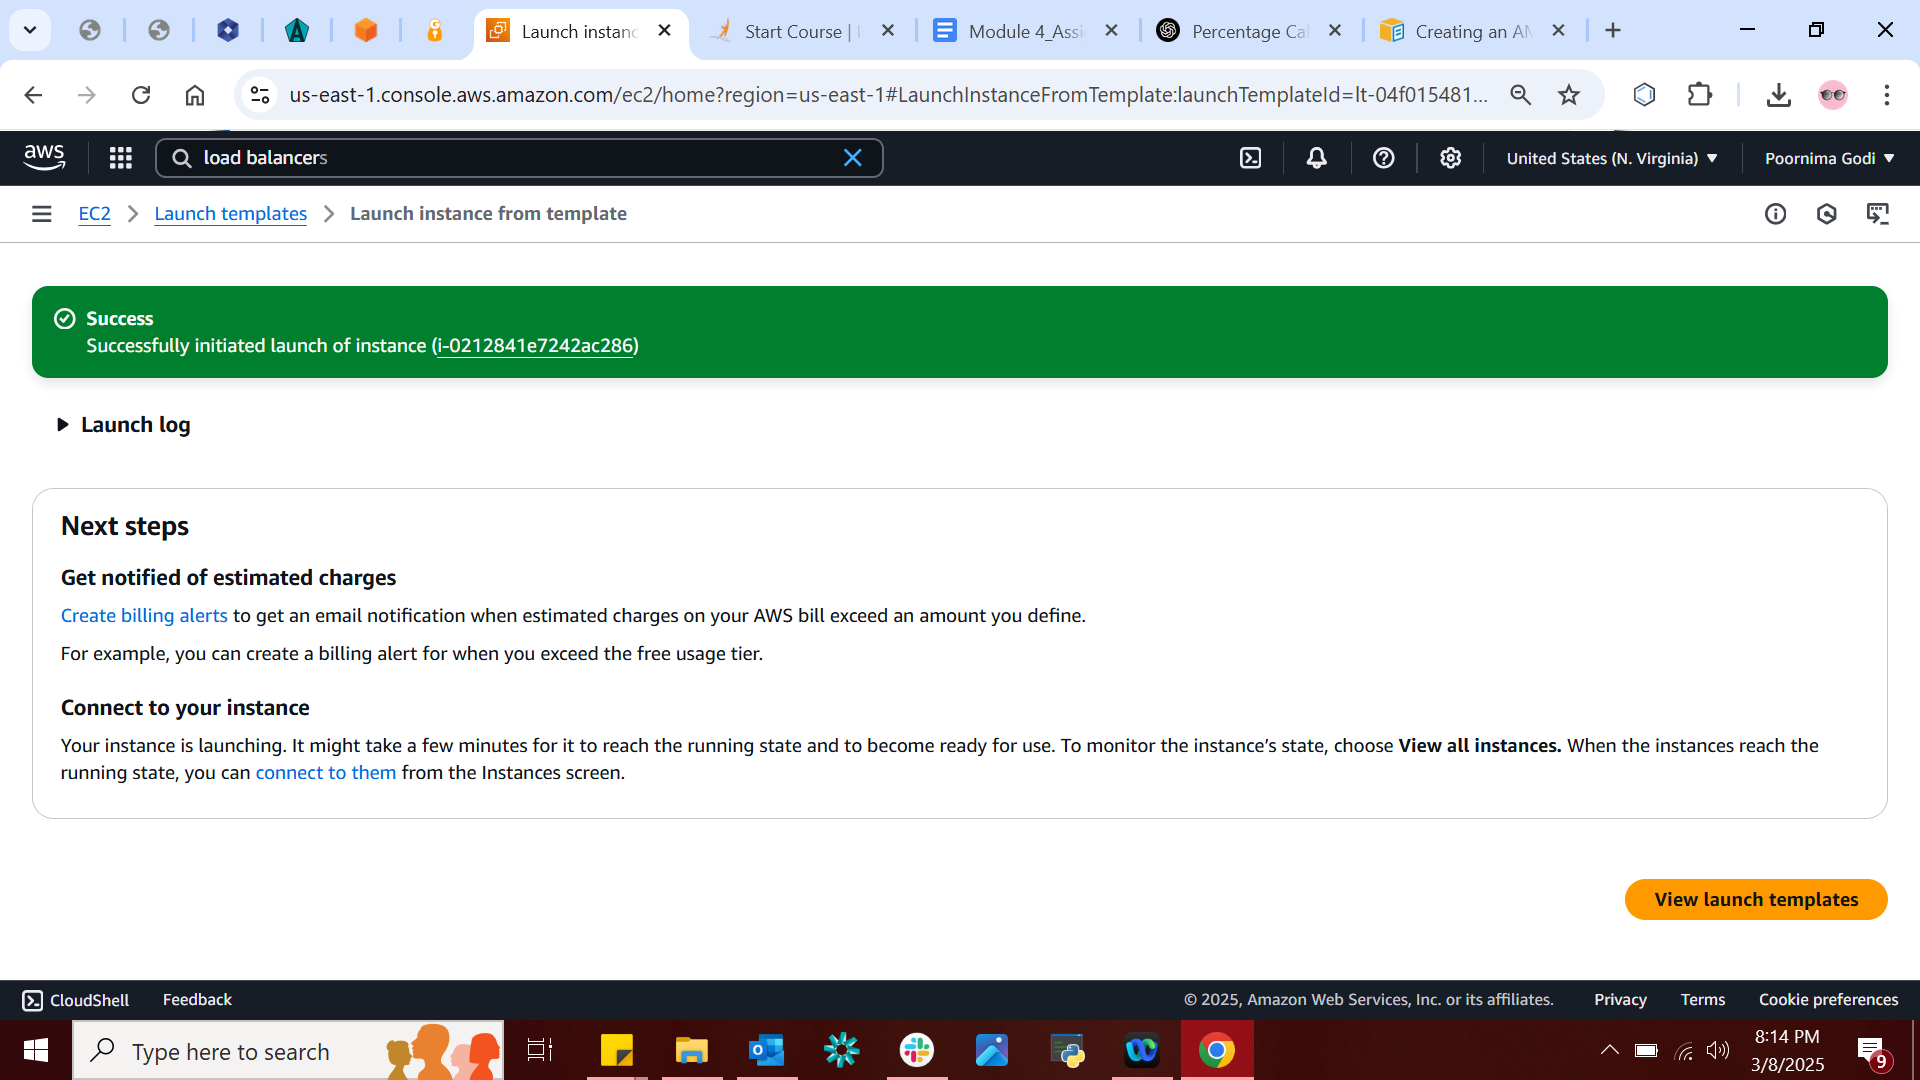 Launch instanc
Start Course |
Module 4_Assi
Percentage Cal
Creating an AM
us-east-1.console.aws.amazon.com/ec2/home?region=us-east-1#LaunchInstanceFromTemplate:launchTemplateId=lt-04f015481...
aws
load balancers
United States (N. Virginia)
Poornima Godi
EC2
Launch templates
Launch instance from template
Success
Successfully initiated launch of instance (i-0212841e7242ac286)
Launch log
Next steps
Get notified of estimated charges
Create billing alerts to get an email notification when estimated charges on your AWS bill exceed an amount you define.
For example, you can create a billing alert for when you exceed the free usage tier.
Connect to your instance
Your instance is launching. It might take a few minutes for it to reach the running state and to become ready for use. To monitor the instance’s state, choose View all instances. When the instances reach the
running state, you can connect to them from the Instances screen.
View launch templates
CloudShell
Feedback
© 2025, Amazon Web Services, Inc. or its affiliates.
Privacy
Terms
Cookie preferences
Type here to search
8:14 PM
3/8/2025
9